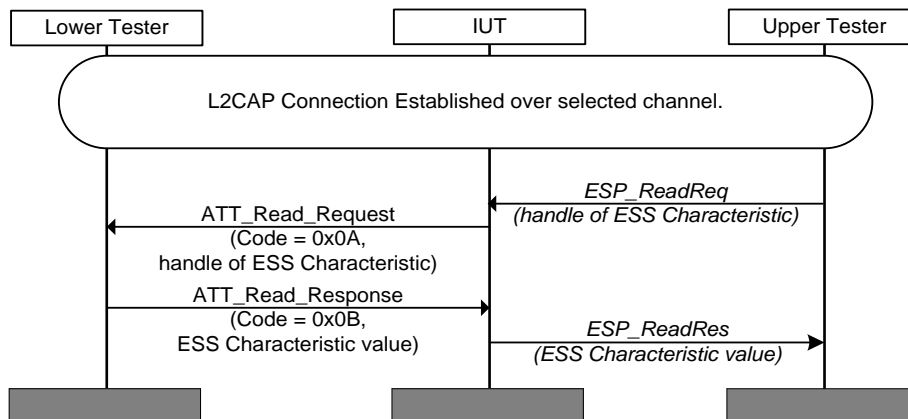 Lower Tester
IUT
Upper Tester
L2CAP Connection Established over selected channel.
ESP_ReadReq
(handle of ESS Characteristic)
ATT_Read_Request
(Code = 0x0A,
handle of ESS Characteristic)
ATT_Read_Response
(Code = 0x0B,
ESS Characteristic value)
ESP_ReadRes
(ESS Characteristic value)